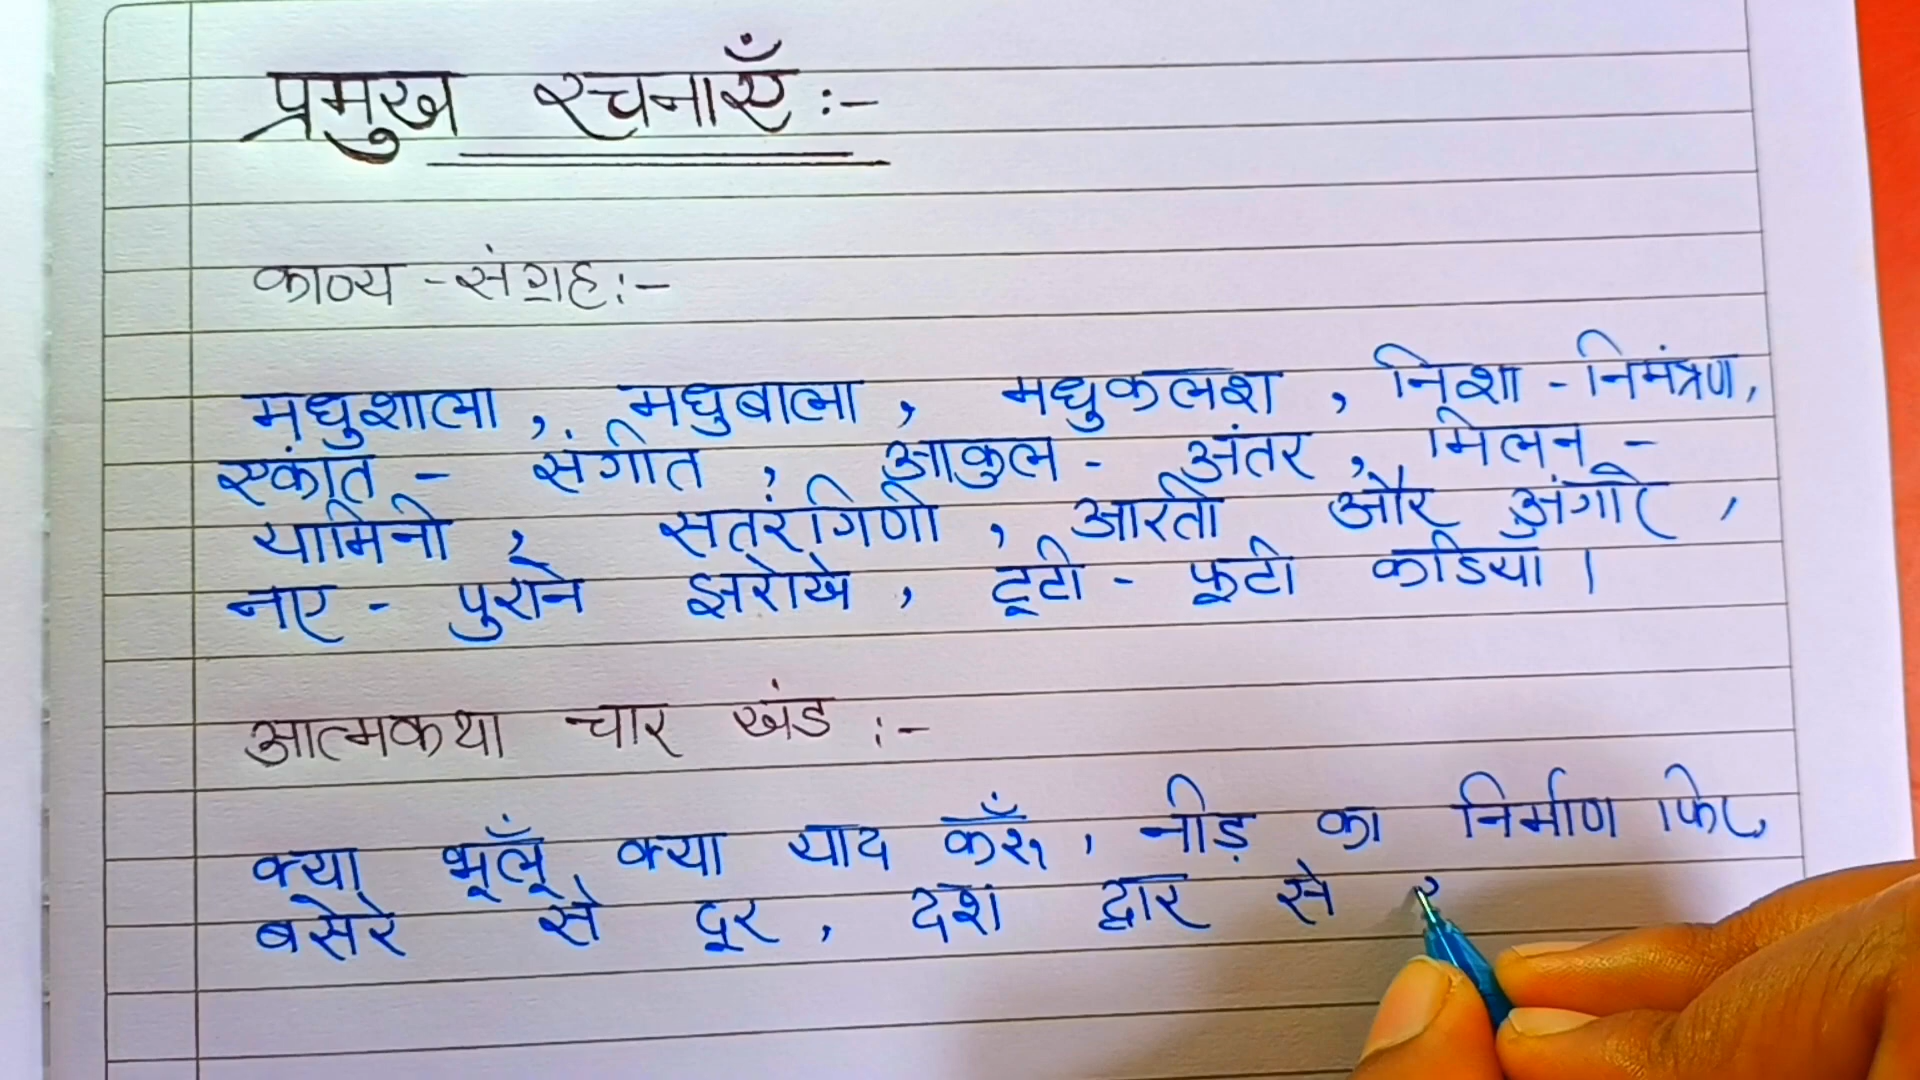 प्रमुख रचनाएँ :-
काव्य - संग्रह :-
मधुशाला , मधुबाला , मधुकलश , निशा - निमंत्रण,
एकांत - संगीत , आकुल - अंतर , मिलन -
यामिनी , सतरंगिणी , आरती और अंगारे ,
नए - पुराने झरोखे , टूटी - फूटी कडियाँ ।
आत्मकथा चार खंड :-
क्या भूलूँ क्या याद करूँ , नीड़ का निर्माण फिर,
बसेरे से दूर , दश द्वार से